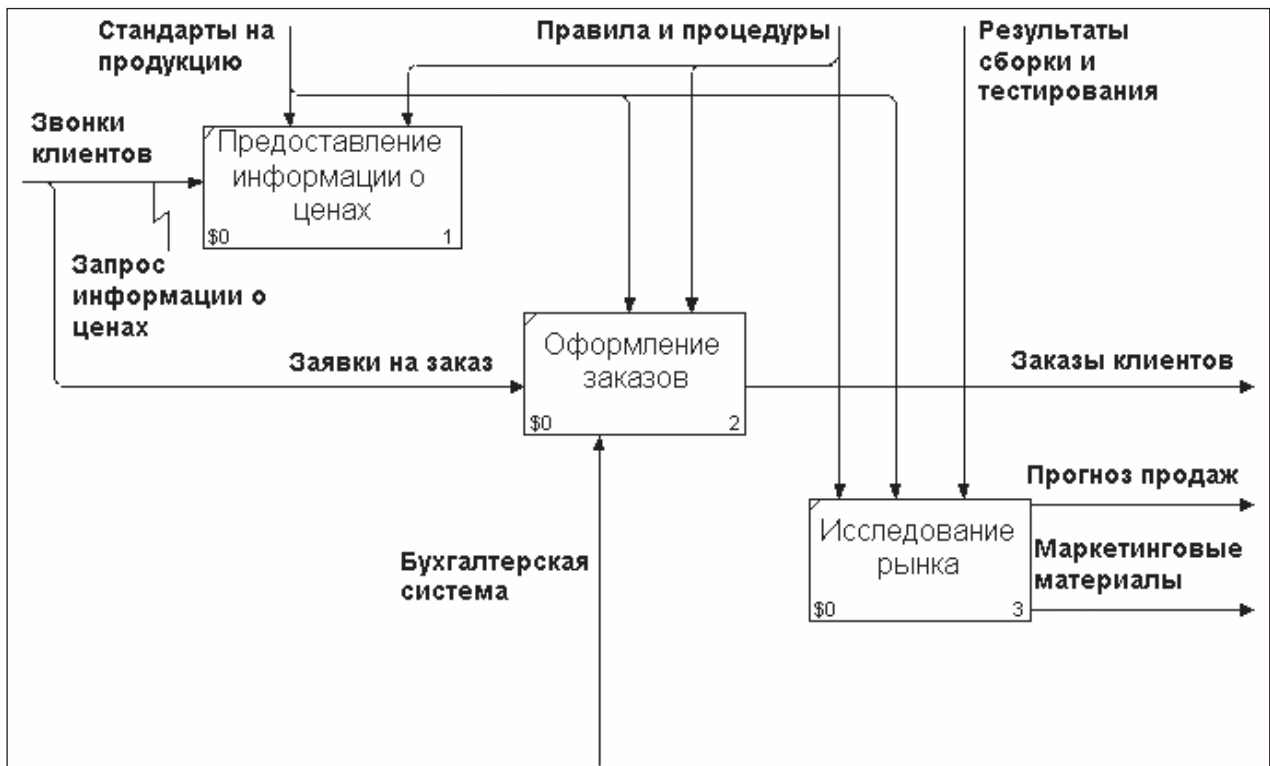 Стандарты на
продукцию
Правила и процедуры
Результаты
сборки и
тестирования
Звонки
клиентов
Предоставление
информации о
ценах
$0 1
Запрос
информации о
ценах
Заявки на заказ
Оформление
заказов
$0 2
Заказы клиентов
Прогноз продаж
Исследование
рынка
$0 3
Маркетинговые
материалы
Бухгалтерская
система